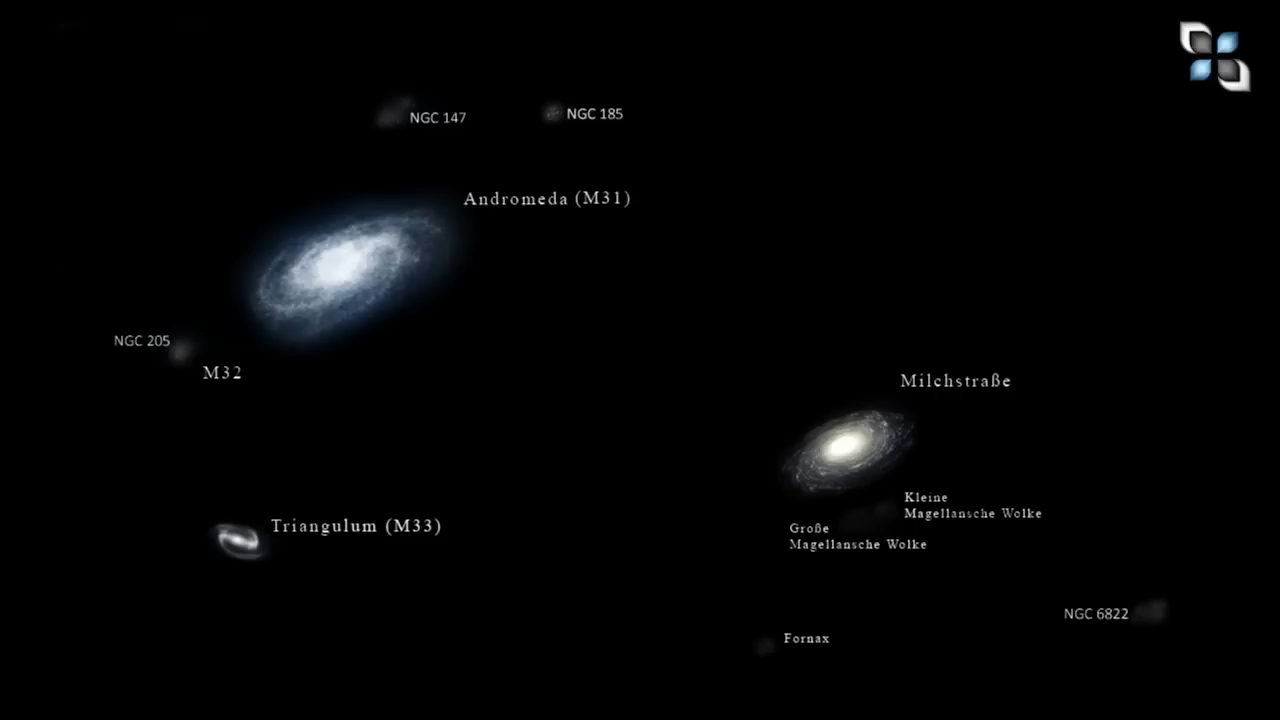 NGC 147
NGC 185
Andromeda (M31)
NGC 205
M32
Milchstraße
Kleine
Magellansche Wolke
Große
Magellansche Wolke
Triangulum (M33)
NGC 6822
Fornax